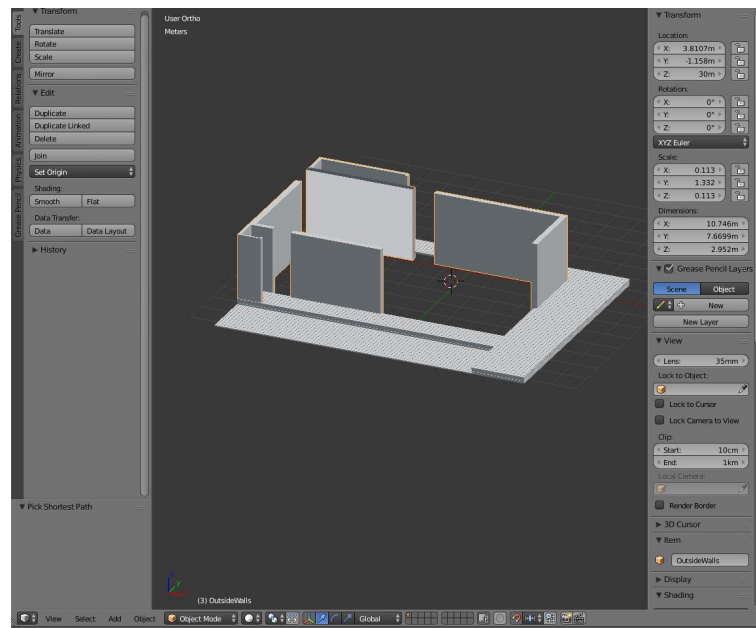 Transform
Tools
Create
Relations
Animation
Physics
Grease Pencil
Translate
Rotate
Scale
Mirror
Edit
Duplicate
Duplicate Linked
Delete
Join
Set Origin
Shading:
Smooth Flat
Data Transfer:
Data Data Layout
History
Pick Shortest Path
User Ortho
Meters
(3) OutsideWalls
Transform
Location:
X: 3.8107m
Y: -1.158m
Z: 30m
Rotation:
X: 0°
Y: 0°
Z: 0°
XYZ Euler
Scale:
X: 0.113
Y: 1.332
Z: 0.113
Dimensions:
X: 10.746m
Y: 7.6699m
Z: 2.952m
Grease Pencil Layers
Scene Object
New
New Layer
View
Lens: 35mm
Lock to Object:
Lock to Cursor
Lock Camera to View
Clip:
Start: 10cm
End: 1km
Local Camera:
Render Border
3D Cursor
Item
OutsideWalls
Display
Shading
View Select Add Object Object Mode Global